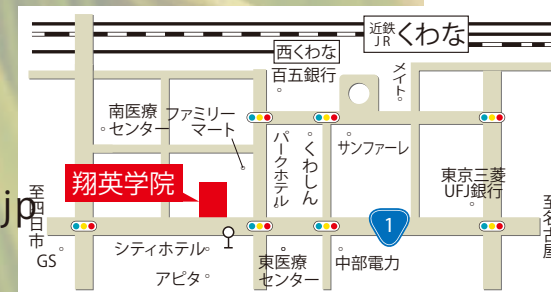 近鉄
JR くわな
西くわな
百五銀行
メイト
南医療
センター
ファミリー
マート
パークホテル
くわしん
サンファーレ
東京三菱
UFJ銀行
翔英学院
jp
至四日市
至名古屋
1
GS
シティホテル
アピタ
東医療
センター
中部電力